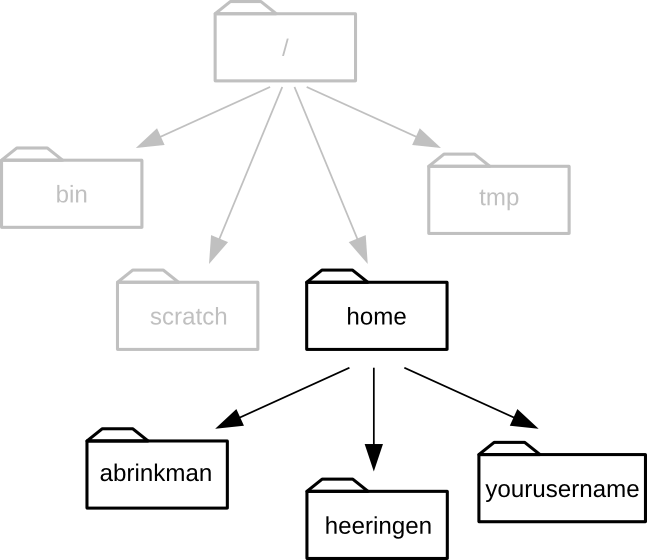 /
bin
tmp
scratch
home
abrinkman
heeringen
yourusername